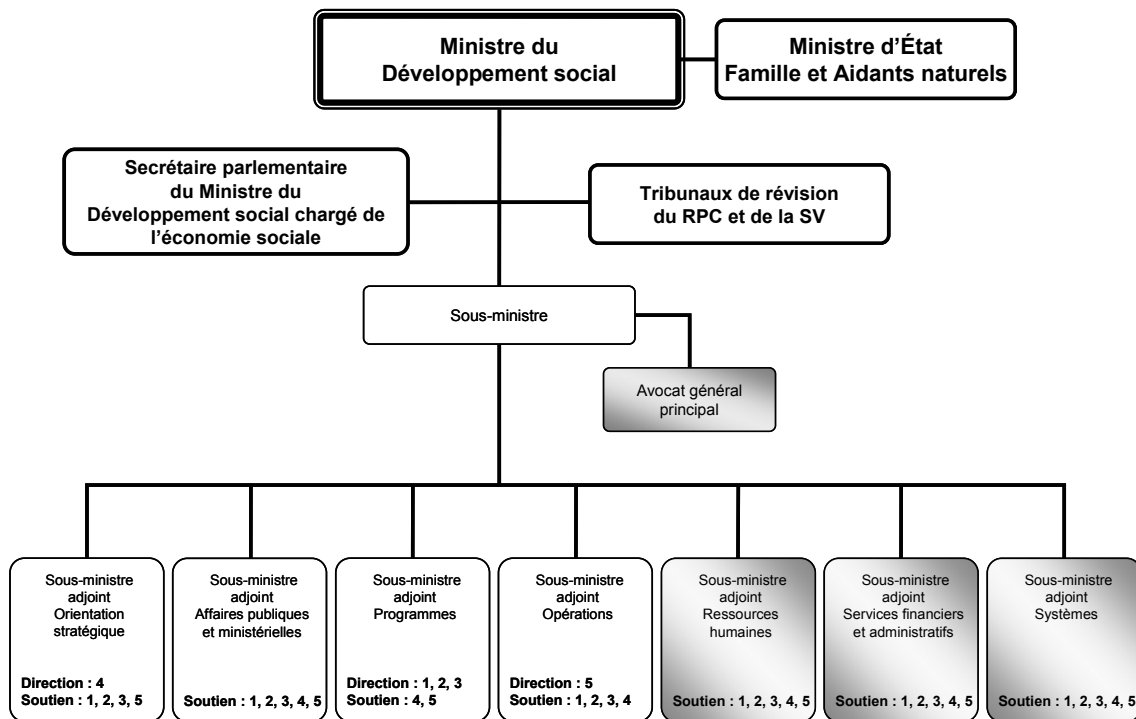 Ministre du
Développement social
Ministre d’État
Famille et Aidants naturels
Secrétaire parlementaire
du Ministre du
Développement social chargé de
l’économie sociale
Tribunaux de révision
du RPC et de la SV
Sous-ministre
Avocat général
principal
Sous-ministre
adjoint
Orientation
stratégique
Direction : 4
Soutien : 1, 2, 3, 5
Sous-ministre
adjoint
Affaires publiques
et ministérielles
Soutien : 1, 2, 3, 4, 5
Sous-ministre
adjoint
Programmes
Direction : 1, 2, 3
Soutien : 4, 5
Sous-ministre
adjoint
Opérations
Direction : 5
Soutien : 1, 2, 3, 4
Sous-ministre
adjoint
Ressources
humaines
Soutien : 1, 2, 3, 4, 5
Sous-ministre
adjoint
Services financiers
et administratifs
Soutien : 1, 2, 3, 4, 5
Sous-ministre
adjoint
Systèmes
Soutien : 1, 2, 3, 4, 5